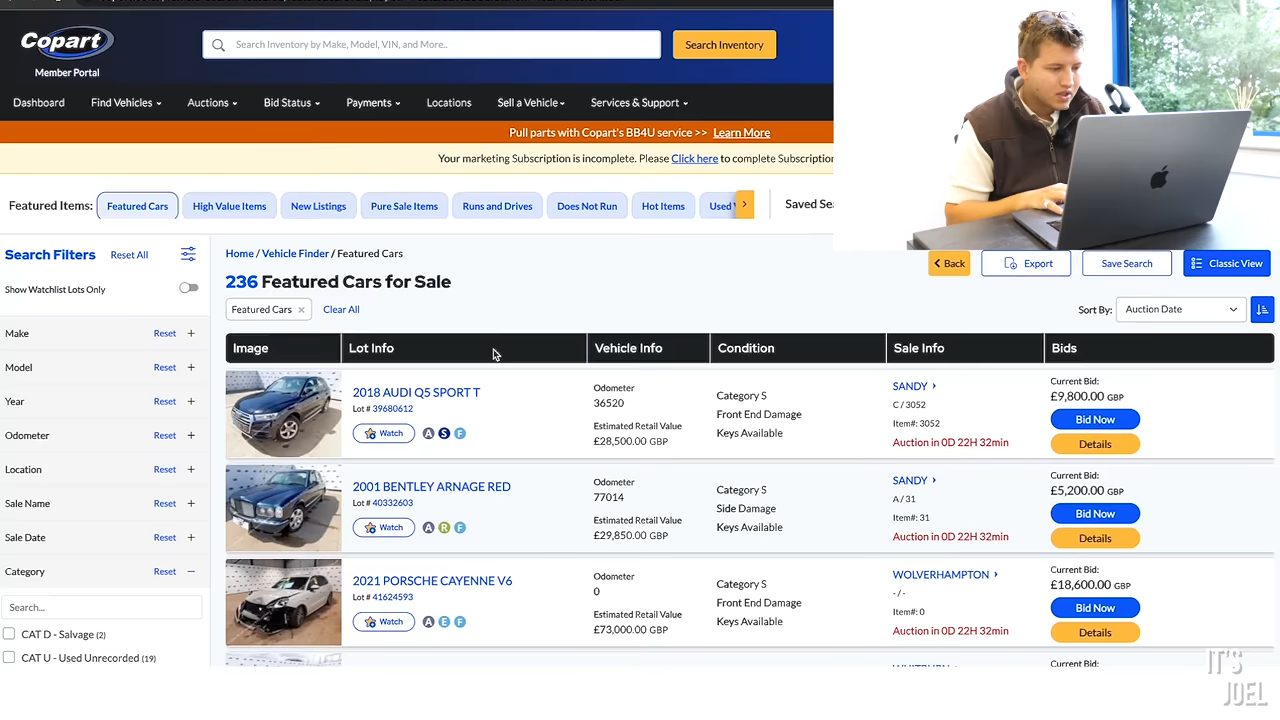 Copart
Member Portal
Search Inventory by Make, Model, VIN, and More..
Search Inventory
Dashboard Find Vehicles Auctions Bid Status Payments Locations Sell a Vehicle Services & Support
Pull parts with Copart's BB4U service >> Learn More
Your marketing Subscription is incomplete. Please Click here to complete Subscription
Featured Items: Featured Cars High Value Items New Listings Pure Sale Items Runs and Drives Does Not Run Hot Items Used
Saved Sea
Search Filters Reset All
Show Watchlist Lots Only
Make Reset +
Model Reset +
Year Reset +
Odometer Reset +
Location Reset +
Sale Name Reset +
Sale Date Reset +
Category Reset −
Search...
CAT D - Salvage (2)
CAT U - Used Unrecorded (19)
Home / Vehicle Finder / Featured Cars
Back Export Save Search Classic View
236 Featured Cars for Sale
Featured Cars × Clear All
Sort By: Auction Date
Image Lot Info Vehicle Info Condition Sale Info Bids
2018 AUDI Q5 SPORT T
Lot # 39680612
Watch A S F
Odometer
36520
Estimated Retail Value
£28,500.00 GBP
Category S
Front End Damage
Keys Available
SANDY
C / 3052
Item#: 3052
Auction in 0D 22H 32min
Current Bid:
£9,800.00 GBP
Bid Now
Details
2001 BENTLEY ARNAGE RED
Lot # 40332603
Watch A R F
Odometer
77014
Estimated Retail Value
£29,850.00 GBP
Category S
Side Damage
Keys Available
SANDY
A / 31
Item#: 31
Auction in 0D 22H 32min
Current Bid:
£5,200.00 GBP
Bid Now
Details
2021 PORSCHE CAYENNE V6
Lot # 41624593
Watch A E F
Odometer
0
Estimated Retail Value
£73,000.00 GBP
Category S
Front End Damage
Keys Available
WOLVERHAMPTON
- / -
Item#: 0
Auction in 0D 22H 32min
Current Bid:
£18,600.00 GBP
Bid Now
Details
Current Bid:
IT'S
JOEL